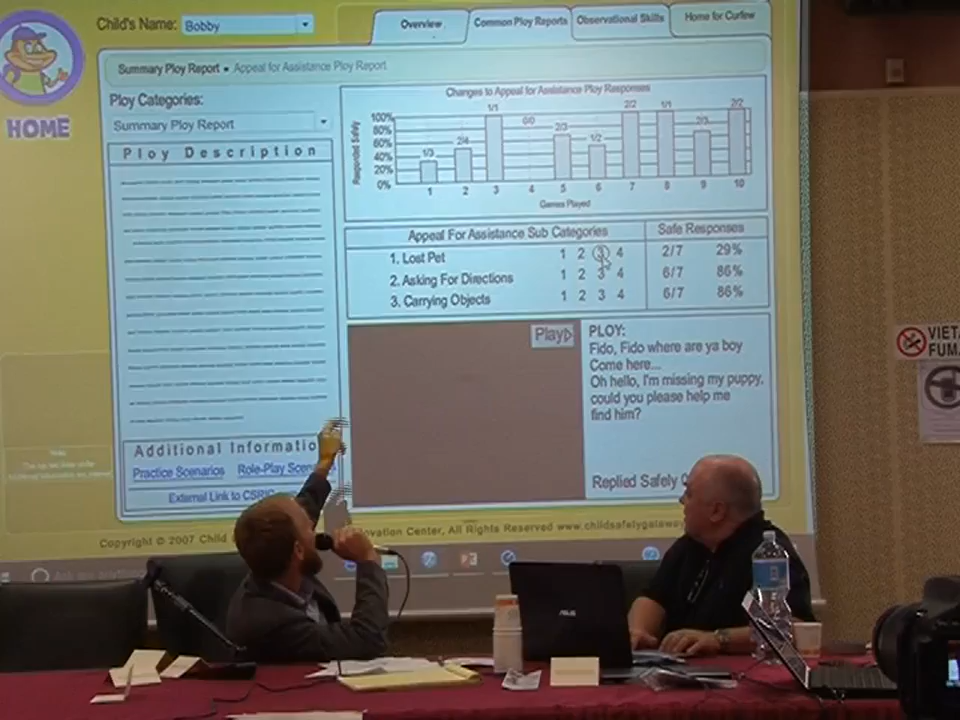 Child's Name: Bobby
Overview
Common Ploy Reports
Observational Skills
Home for Curfew
HOME
Summary Ploy Report • Appeal for Assistance Ploy Report
Ploy Categories:
Summary Ploy Report
Ploy Description
Changes to Appeal for Assistance Ploy Responses
Responded Safely
100%
80%
60%
40%
20%
0%
1/3 2/4 1/1 0/0 2/3 1/2 2/2 1/1 2/2
1 2 3 4 5 6 7 8 9 10
Games Played
Appeal For Assistance Sub Categories Safe Responses
1. Lost Pet 1 2 3 4 2/7 29%
2. Asking For Directions 1 2 3 4 6/7 86%
3. Carrying Objects 1 2 3 4 6/7 86%
Play
PLOY:
Fido, Fido where are ya boy
Come here...
Oh hello, I'm missing my puppy,
could you please help me
find him?
Replied Safely
Additional Informatio
Practice Scenarios Role-Play Scen
External Link to CSRIC
Copyright © 2007 Child
ovation Center, All Rights Reserved www.childsafetygateway
VIET
FUM
ASUS